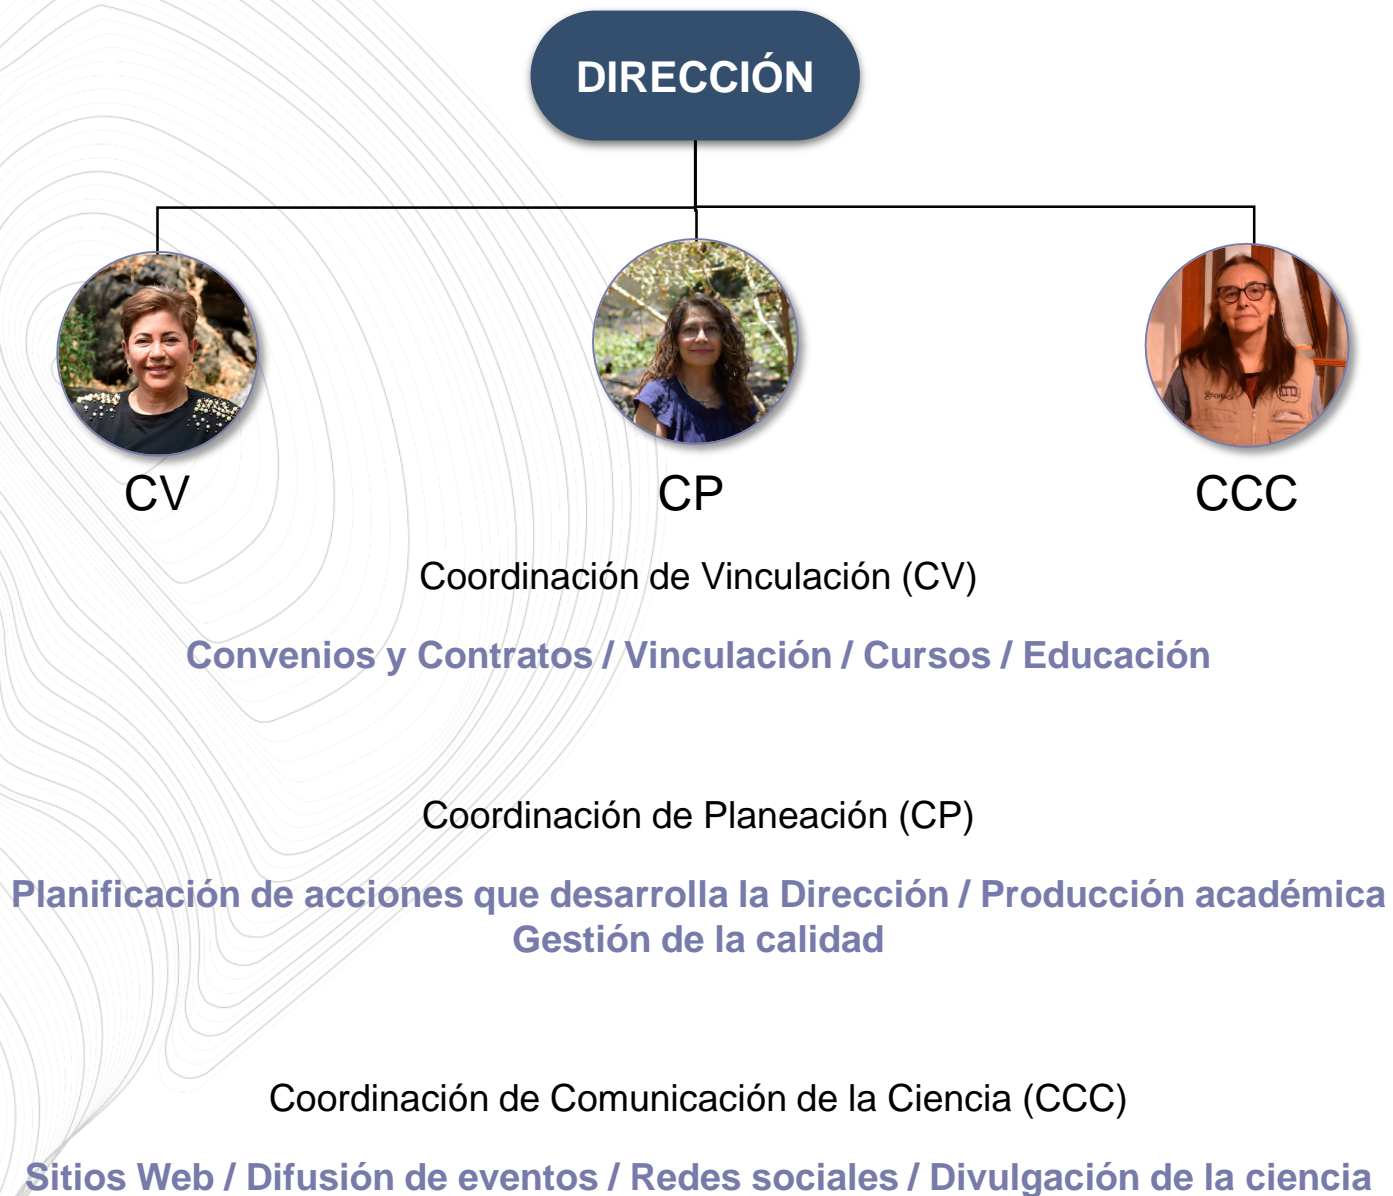 DIRECCIÓN
CV
CP
CCC
Coordinación de Vinculación (CV)
Convenios y Contratos / Vinculación / Cursos / Educación
Coordinación de Planeación (CP)
Planificación de acciones que desarrolla la Dirección / Producción académica
Gestión de la calidad
Coordinación de Comunicación de la Ciencia (CCC)
Sitios Web / Difusión de eventos / Redes sociales / Divulgación de la ciencia